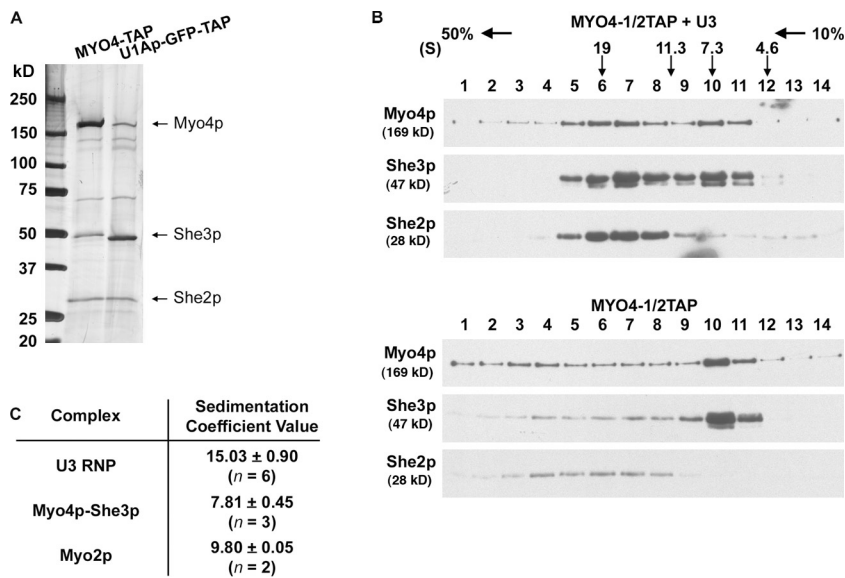 A
MYO4-TAP
U1Ap-GFP-TAP
kD
250
150
100
75
50
37
25
20
Myo4p
She3p
She2p
B
MYO4-1/2TAP + U3
50%
10%
(S) 19 11.3 7.3 4.6
1 2 3 4 5 6 7 8 9 10 11 12 13 14
Myo4p
(169 kD)
She3p
(47 kD)
She2p
(28 kD)
MYO4-1/2TAP
1 2 3 4 5 6 7 8 9 10 11 12 13 14
Myo4p
(169 kD)
She3p
(47 kD)
She2p
(28 kD)
C
Complex
Sedimentation
Coefficient Value
U3 RNP
15.03 ± 0.90
(n = 6)
Myo4p-She3p
7.81 ± 0.45
(n = 3)
Myo2p
9.80 ± 0.05
(n = 2)